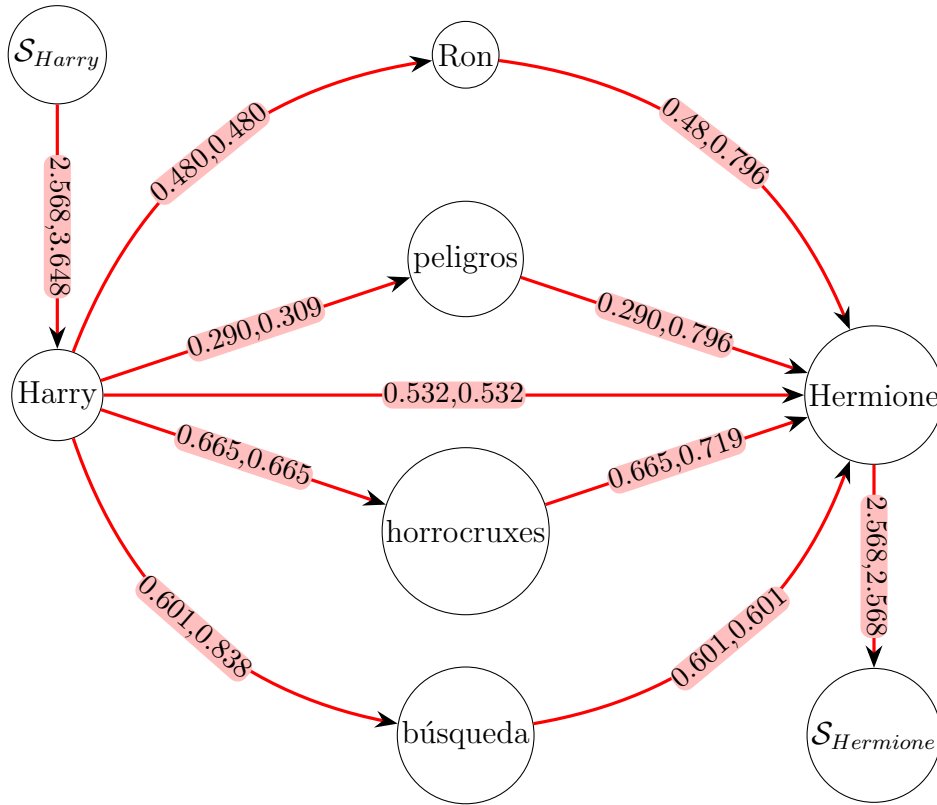 S_Harry
Ron
0.480,0.480
0.48,0.796
2.568,3.648
peligros
0.290,0.309
0.290,0.796
Harry
0.532,0.532
Hermione
0.665,0.665
0.665,0.719
horrocruxes
2.568,2.568
0.601,0.838
0.601,0.601
búsqueda
S_Hermione